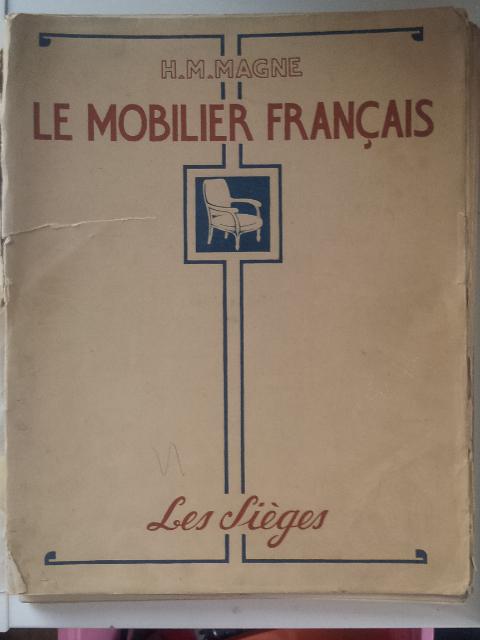 H.M.MAGNE
LE MOBILIER FRANÇAIS
Les Sièges